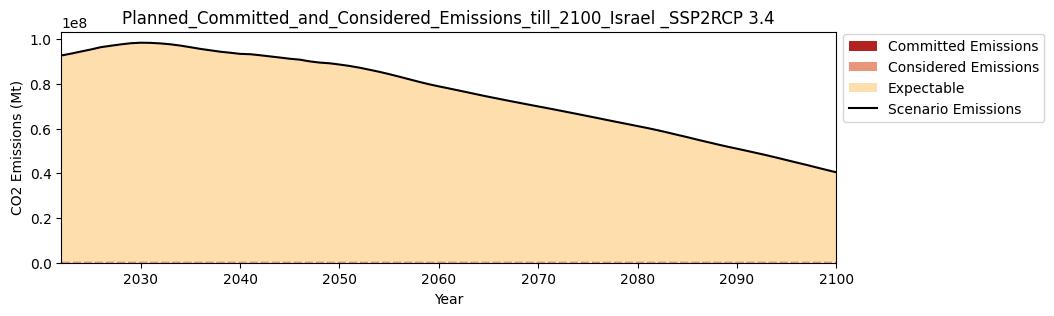 Planned_Committed_and_Considered_Emissions_till_2100_Israel _SSP2RCP 3.4
1e8
1.0
0.8
0.6
0.4
0.2
0.0
CO2 Emissions (Mt)
2030 2040 2050 2060 2070 2080 2090 2100
Year
Committed Emissions
Considered Emissions
Expectable
Scenario Emissions